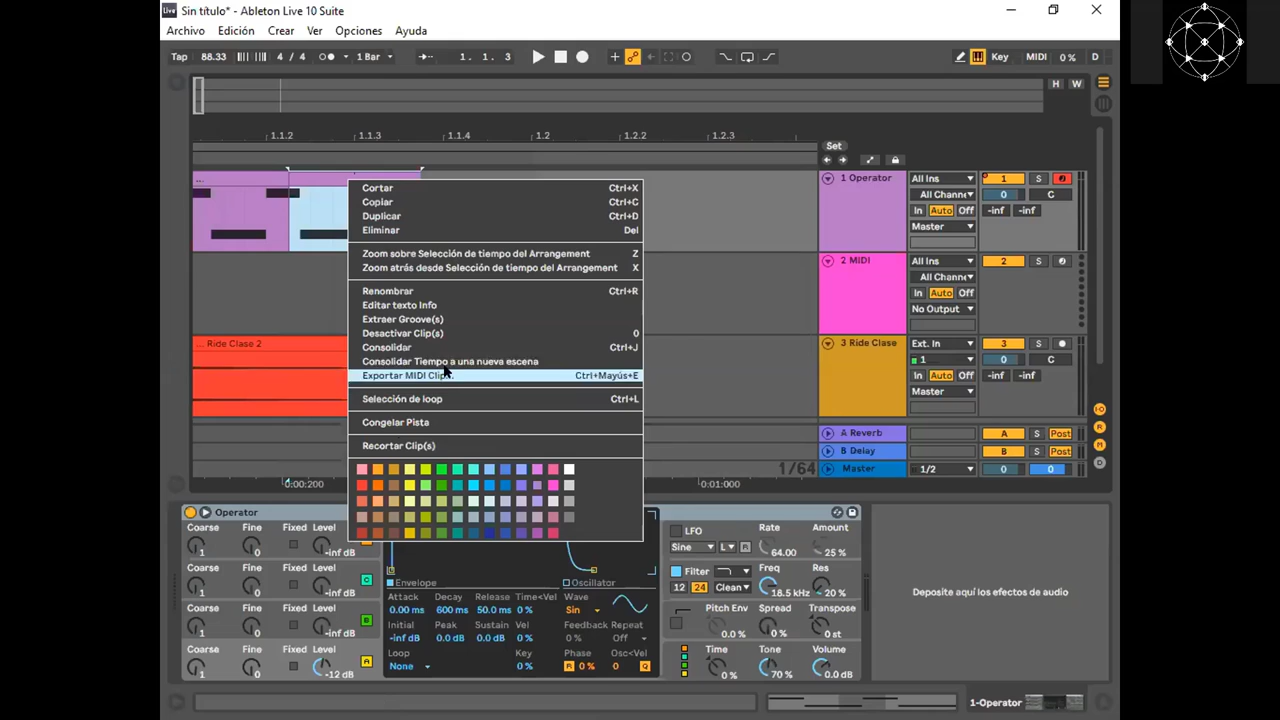 Live Sin título* - Ableton Live 10 Suite
Archivo Edición Crear Ver Opciones Ayuda
Tap 88.33 4 / 4 1 Bar 1. 1. 3 Key MIDI 0 % D
H W
1.1.2 1.1.3 1.1.4 1.2 1.2.2 1.2.3
Set
...
1 Operator All Ins 1 S
All Channe 0 C
In Auto Off -inf -inf
Master
2 MIDI All Ins 2 S
All Channe
In Auto Off
No Output
... Ride Clase 2
3 Ride Clase Ext. In 3 S
1 0 C
In Auto Off -inf -inf
Master
A Reverb A S Post
B Delay B S Post
Master 1/2 0 0
1/64
0:00:200 0:01:000
Cortar Ctrl+X
Copiar Ctrl+C
Duplicar Ctrl+D
Eliminar Del
Zoom sobre Selección de tiempo del Arrangement Z
Zoom atrás desde Selección de tiempo del Arrangement X
Renombrar Ctrl+R
Editar texto Info
Extraer Groove(s)
Desactivar Clip(s) 0
Consolidar Ctrl+J
Consolidar Tiempo a una nueva escena
Exportar MIDI Clip... Ctrl+Mayús+E
Selección de loop Ctrl+L
Congelar Pista
Recortar Clip(s)
Operator
Coarse Fine Fixed Level
1 0 -inf dB
Coarse Fine Fixed Level
1 0 -inf dB C
Coarse Fine Fixed Level
1 0 -inf dB B
Coarse Fine Fixed Level
1 0 -12 dB A
Envelope Oscillator
Attack Decay Release Time<Vel Wave
0.00 ms 600 ms 50.0 ms 0 % Sin
Initial Peak Sustain Vel Feedback Repeat
-inf dB 0.0 dB 0.0 dB 0 % 0 % Off
Loop Key Phase Osc<Vel
None 0 % R 0 % 0 Q
LFO Rate Amount
Sine L R 64.00 25 %
Filter Freq Res
12 24 Clean 18.5 kHz 20 %
Pitch Env Spread Transpose
0.0 % 0 % 0 st
Time Tone Volume
0 % 70 % 0.0 dB
Deposite aquí los efectos de audio
1-Operator